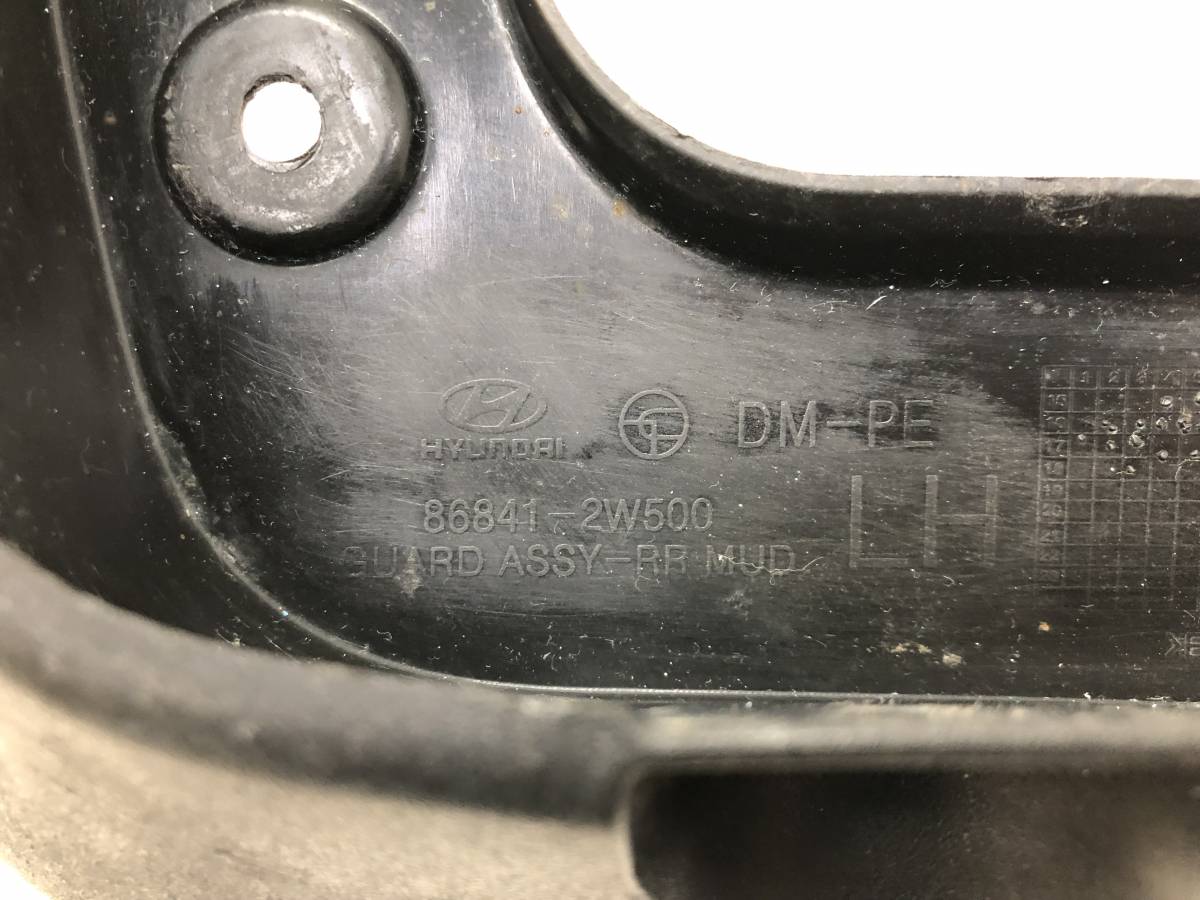 HYUNDAI
DM-PE
86841-2W500
LH
GUARD ASSY-RR MUD